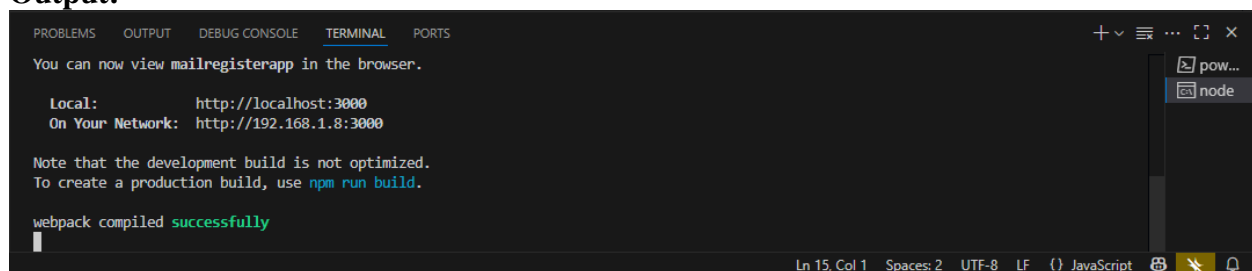 Output:
PROBLEMS OUTPUT DEBUG CONSOLE TERMINAL PORTS
You can now view mailregisterapp in the browser.
pow...
Local: http://localhost:3000
node
On Your Network: http://192.168.1.8:3000
Note that the development build is not optimized.
To create a production build, use npm run build.
webpack compiled successfully
Ln 15, Col 1 Spaces: 2 UTF-8 LF {} JavaScript